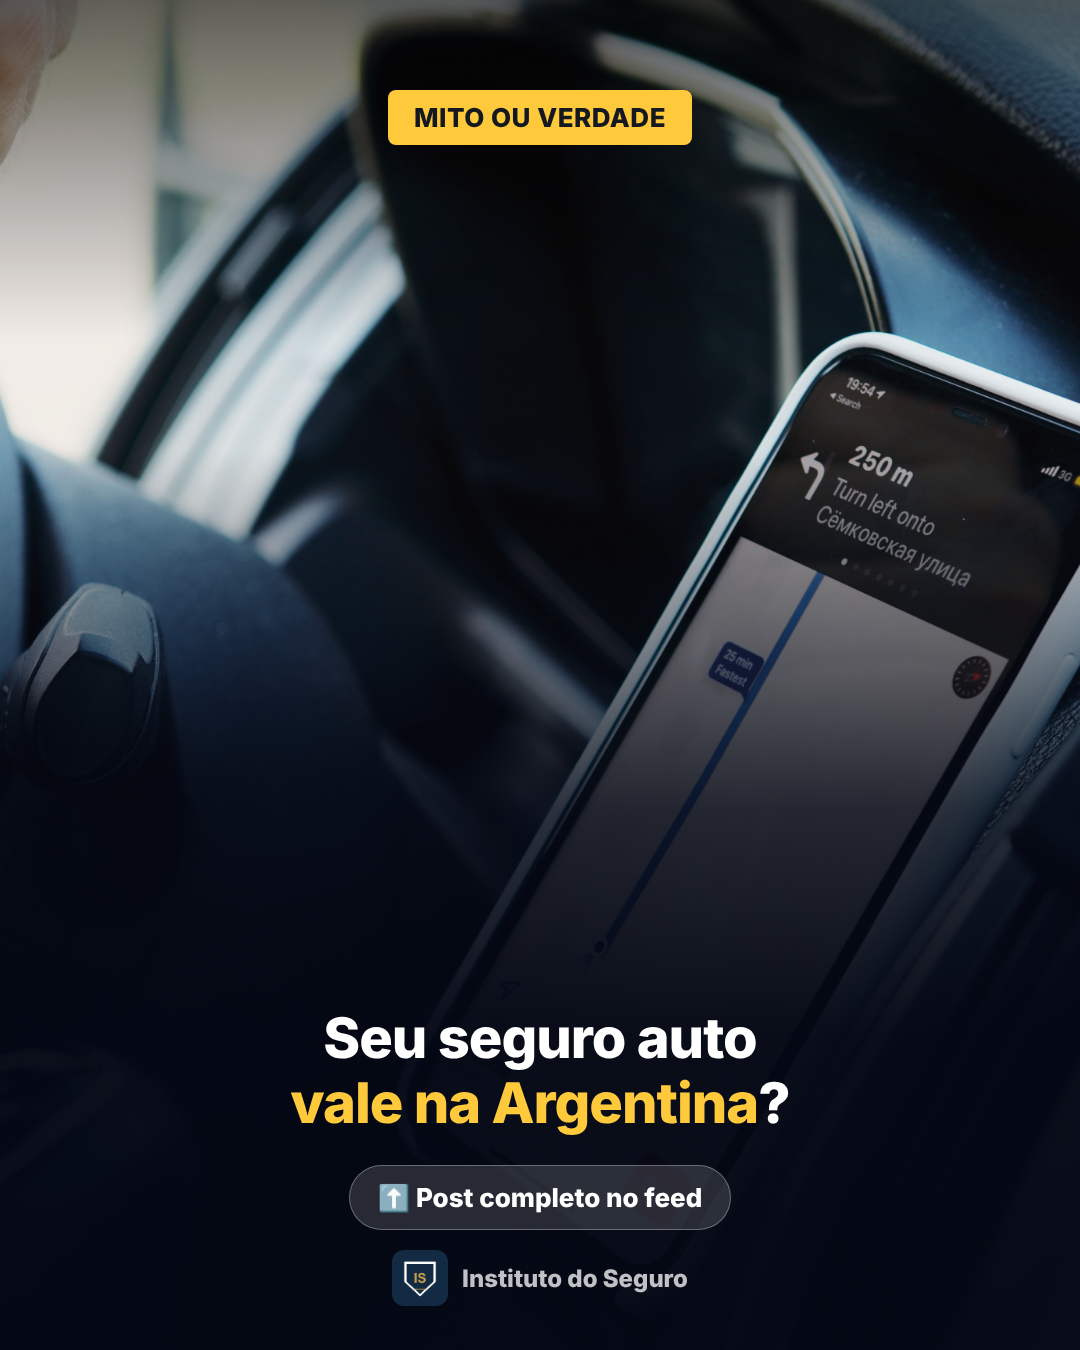 MITO OU VERDADE
19:54
Search
3G
250 m
Turn left onto
Сёмковская улица
25 min
Fastest
Seu seguro auto
vale na Argentina?
⬆️ Post completo no feed
IS
Instituto do Seguro